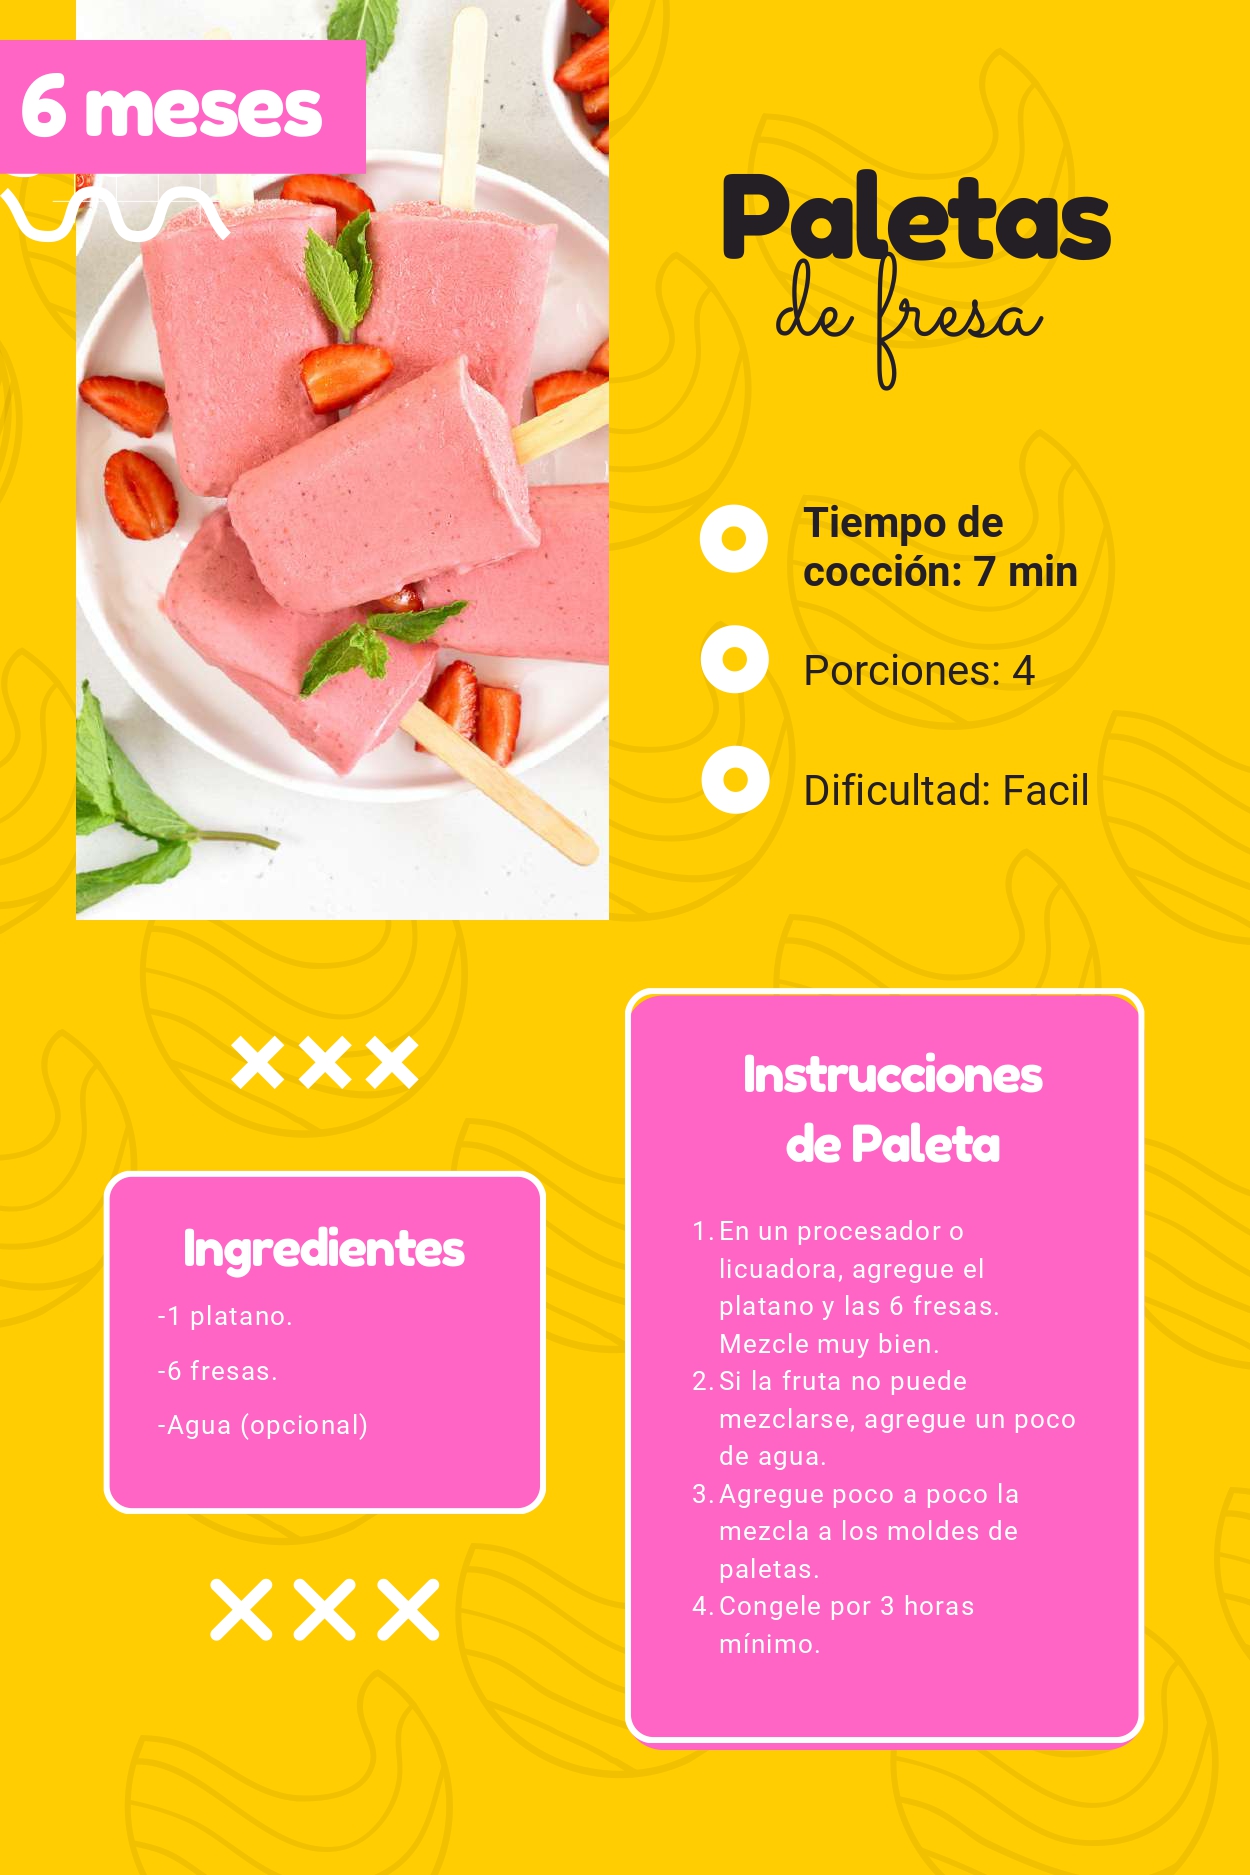 6 meses
Paletas
de fresa
Tiempo de
cocción: 7 min
Porciones: 4
Dificultad: Facil
Ingredientes
-1 platano.
-6 fresas.
-Agua (opcional)
Instrucciones
de Paleta
1. En un procesador o
licuadora, agregue el
platano y las 6 fresas.
Mezcle muy bien.
2. Si la fruta no puede
mezclarse, agregue un poco
de agua.
3. Agregue poco a poco la
mezcla a los moldes de
paletas.
4. Congele por 3 horas
mínimo.